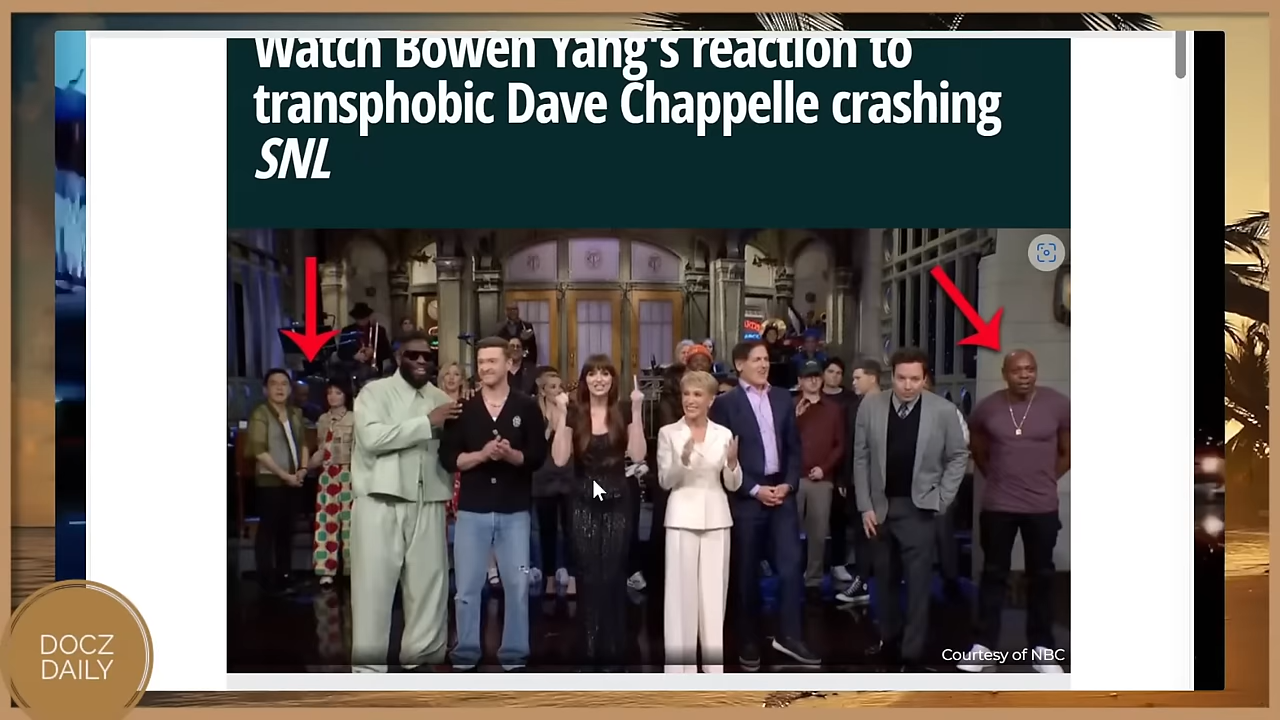 Watch Bowen Yang's reaction to
transphobic Dave Chappelle crashing
SNL
Courtesy of NBC
DOCZ
DAILY